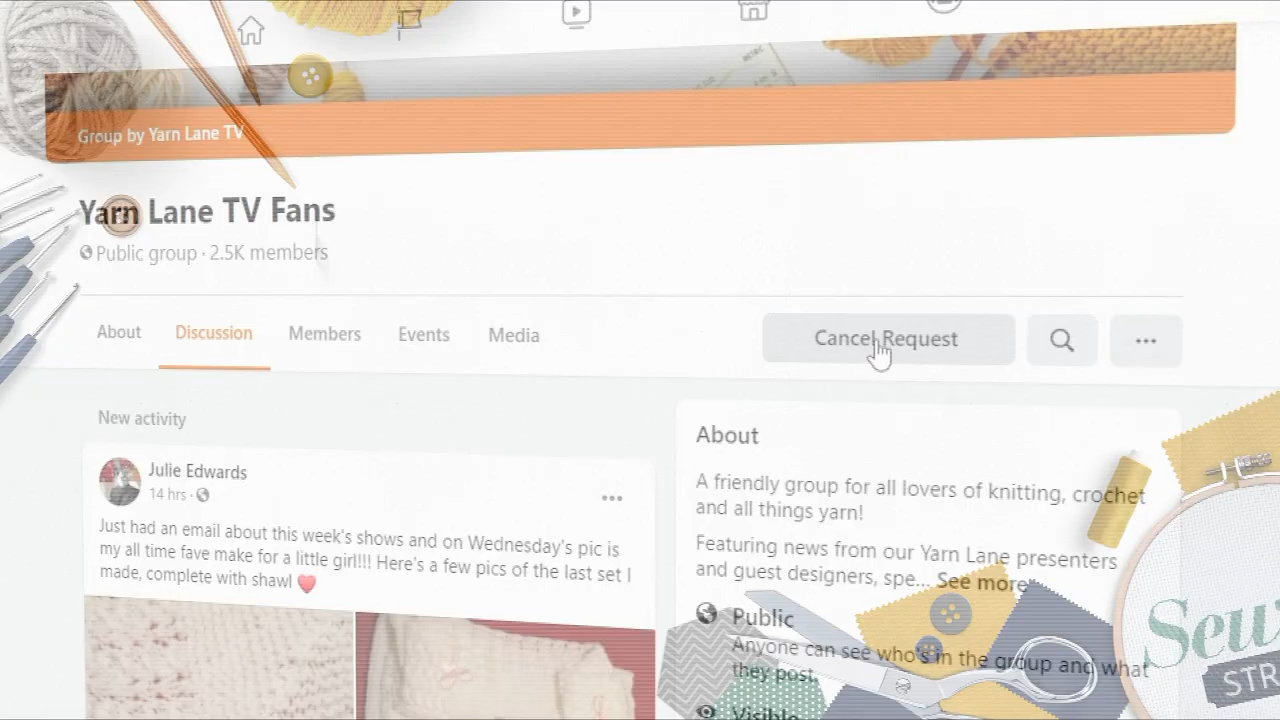 Group by Yarn Lane TV
Yarn Lane TV Fans
Public group · 2.5K members
About Discussion Members Events Media
Cancel Request
New activity
Julie Edwards
14 hrs ·
Just had an email about this week's shows and on Wednesday's pic is
my all time fave make for a little girl!!! Here's a few pics of the last set I
made, complete with shawl ❤️
About
A friendly group for all lovers of knitting, crochet
and all things yarn!
Featuring news from our Yarn Lane presenters
and guest designers, spe... See more
Public
Anyone can see who's in the group and what
they post.
Visible